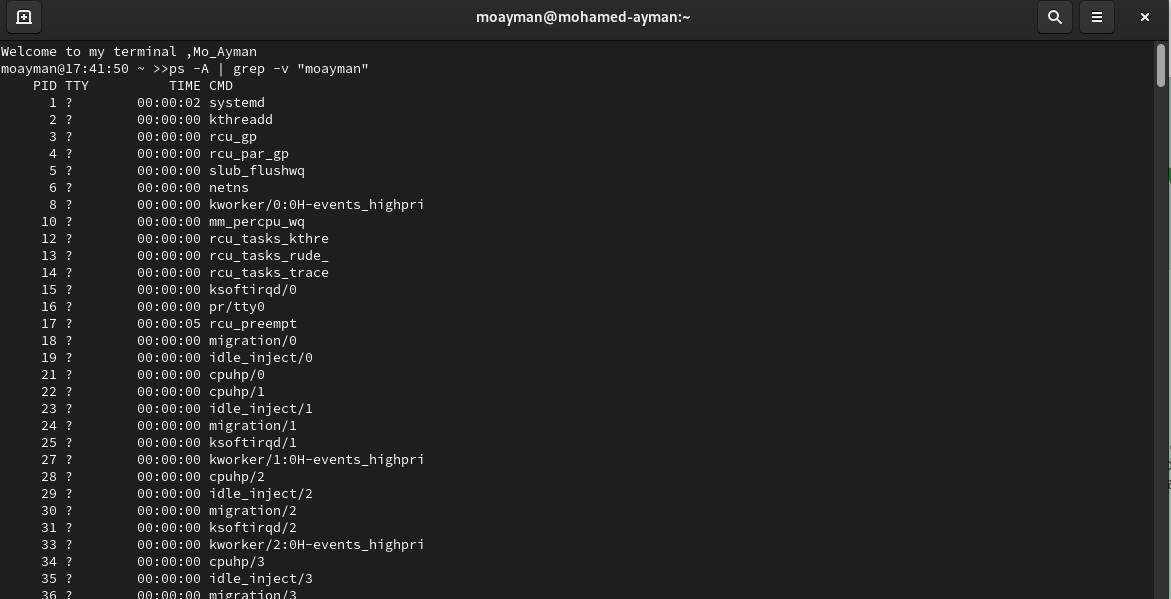 moayman@mohamed-ayman:~
Welcome to my terminal ,Mo_Ayman
moayman@17:41:50 ~ >>ps -A | grep -v "moayman"
PID TTY TIME CMD
1 ? 00:00:02 systemd
2 ? 00:00:00 kthreadd
3 ? 00:00:00 rcu_gp
4 ? 00:00:00 rcu_par_gp
5 ? 00:00:00 slub_flushwq
6 ? 00:00:00 netns
8 ? 00:00:00 kworker/0:0H-events_highpri
10 ? 00:00:00 mm_percpu_wq
12 ? 00:00:00 rcu_tasks_kthre
13 ? 00:00:00 rcu_tasks_rude_
14 ? 00:00:00 rcu_tasks_trace
15 ? 00:00:00 ksoftirqd/0
16 ? 00:00:00 pr/tty0
17 ? 00:00:05 rcu_preempt
18 ? 00:00:00 migration/0
19 ? 00:00:00 idle_inject/0
21 ? 00:00:00 cpuhp/0
22 ? 00:00:00 cpuhp/1
23 ? 00:00:00 idle_inject/1
24 ? 00:00:00 migration/1
25 ? 00:00:00 ksoftirqd/1
27 ? 00:00:00 kworker/1:0H-events_highpri
28 ? 00:00:00 cpuhp/2
29 ? 00:00:00 idle_inject/2
30 ? 00:00:00 migration/2
31 ? 00:00:00 ksoftirqd/2
33 ? 00:00:00 kworker/2:0H-events_highpri
34 ? 00:00:00 cpuhp/3
35 ? 00:00:00 idle_inject/3
36 ? 00:00:00 migration/3